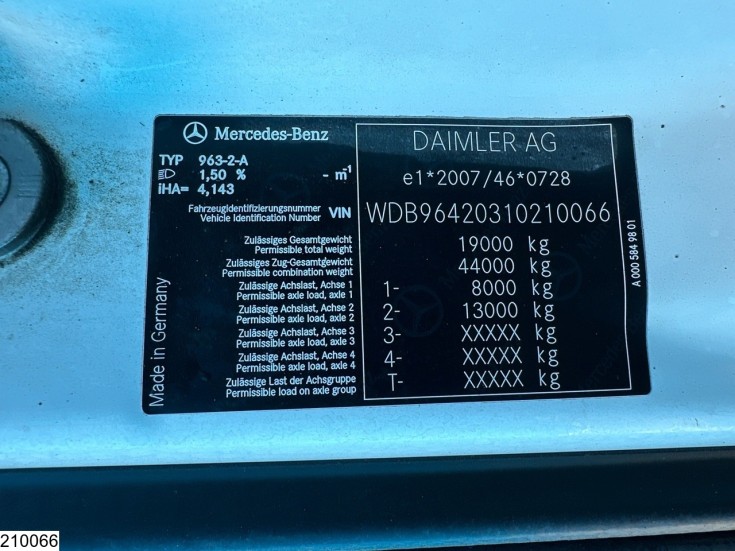 Mercedes-Benz
TYP 963-2-A
1,50 % - m-1
iHA= 4,143
DAIMLER AG
e1*2007/46*0728
Fahrzeugidentifizierungsnummer
Vehicle Identification Number VIN WDB96420310210066
Zulässiges Gesamtgewicht
Permissible total weight 19000 kg
Zulässiges Zug-Gesamtgewicht
Permissible combination weight 44000 kg
Zulässige Achslast, Achse 1
Permissible axle load, axle 1 1- 8000 kg
Zulässige Achslast, Achse 2
Permissible axle load, axle 2 2- 13000 kg
Zulässige Achslast, Achse 3
Permissible axle load, axle 3 3- XXXXX kg
Zulässige Achslast, Achse 4
Permissible axle load, axle 4 4- XXXXX kg
Zulässige Last der Achsgruppe
Permissible load on axle group T- XXXXX kg
Made in Germany
A 000 584 98 01
210066